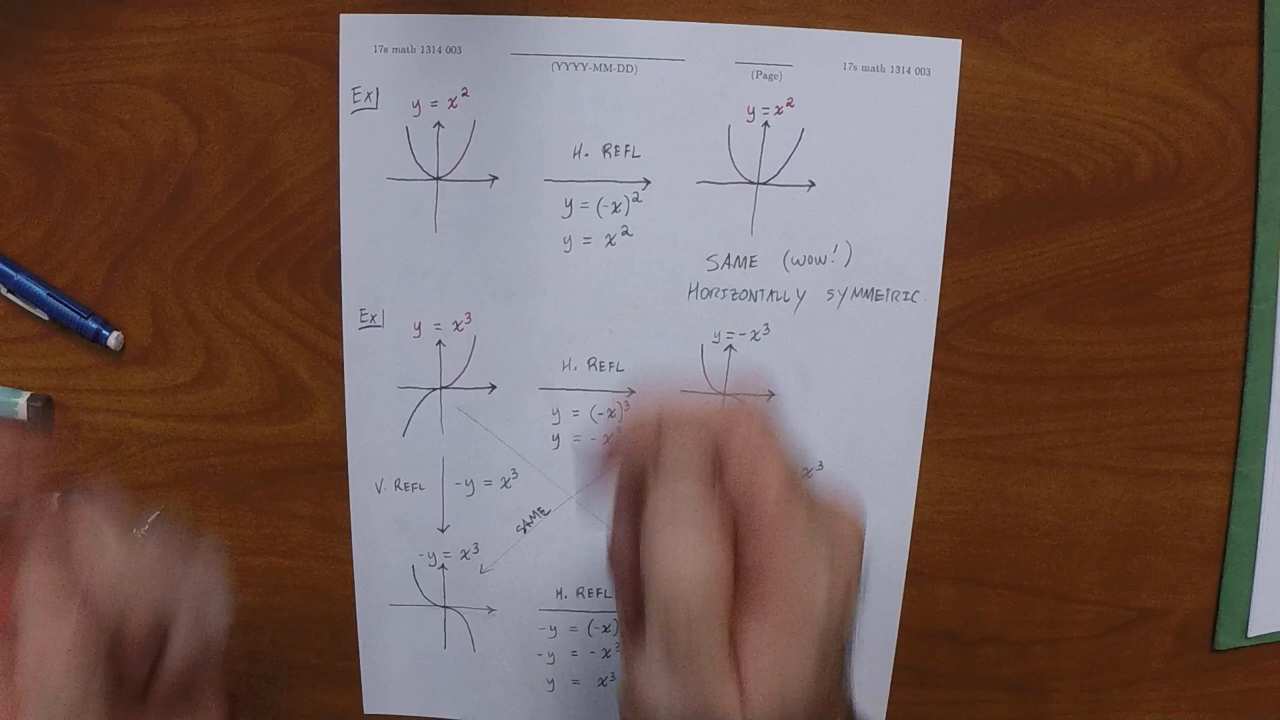 17s math 1314 003
(YYYY-MM-DD)
(Page)
17s math 1314 003
Ex
y = x²
H. REFL
y = (-x)²
y = x²
y = x²
SAME (WOW!)
HORIZONTALLY SYMMETRIC
Ex
y = x³
H. REFL
y = (-x)³
y = -x
y = -x³
V. REFL
-y = x³
x³
SAME
-y = x³
H. REFL
-y = (-x)
-y = -x³
y = x³